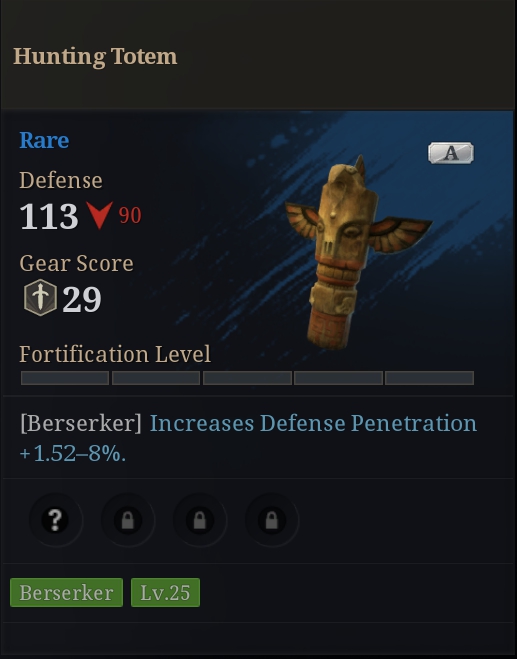 Hunting Totem
Rare
A
Defense
113 90
Gear Score
29
Fortification Level
[Berserker] Increases Defense Penetration
+1.52–8%.
?
Berserker Lv.25